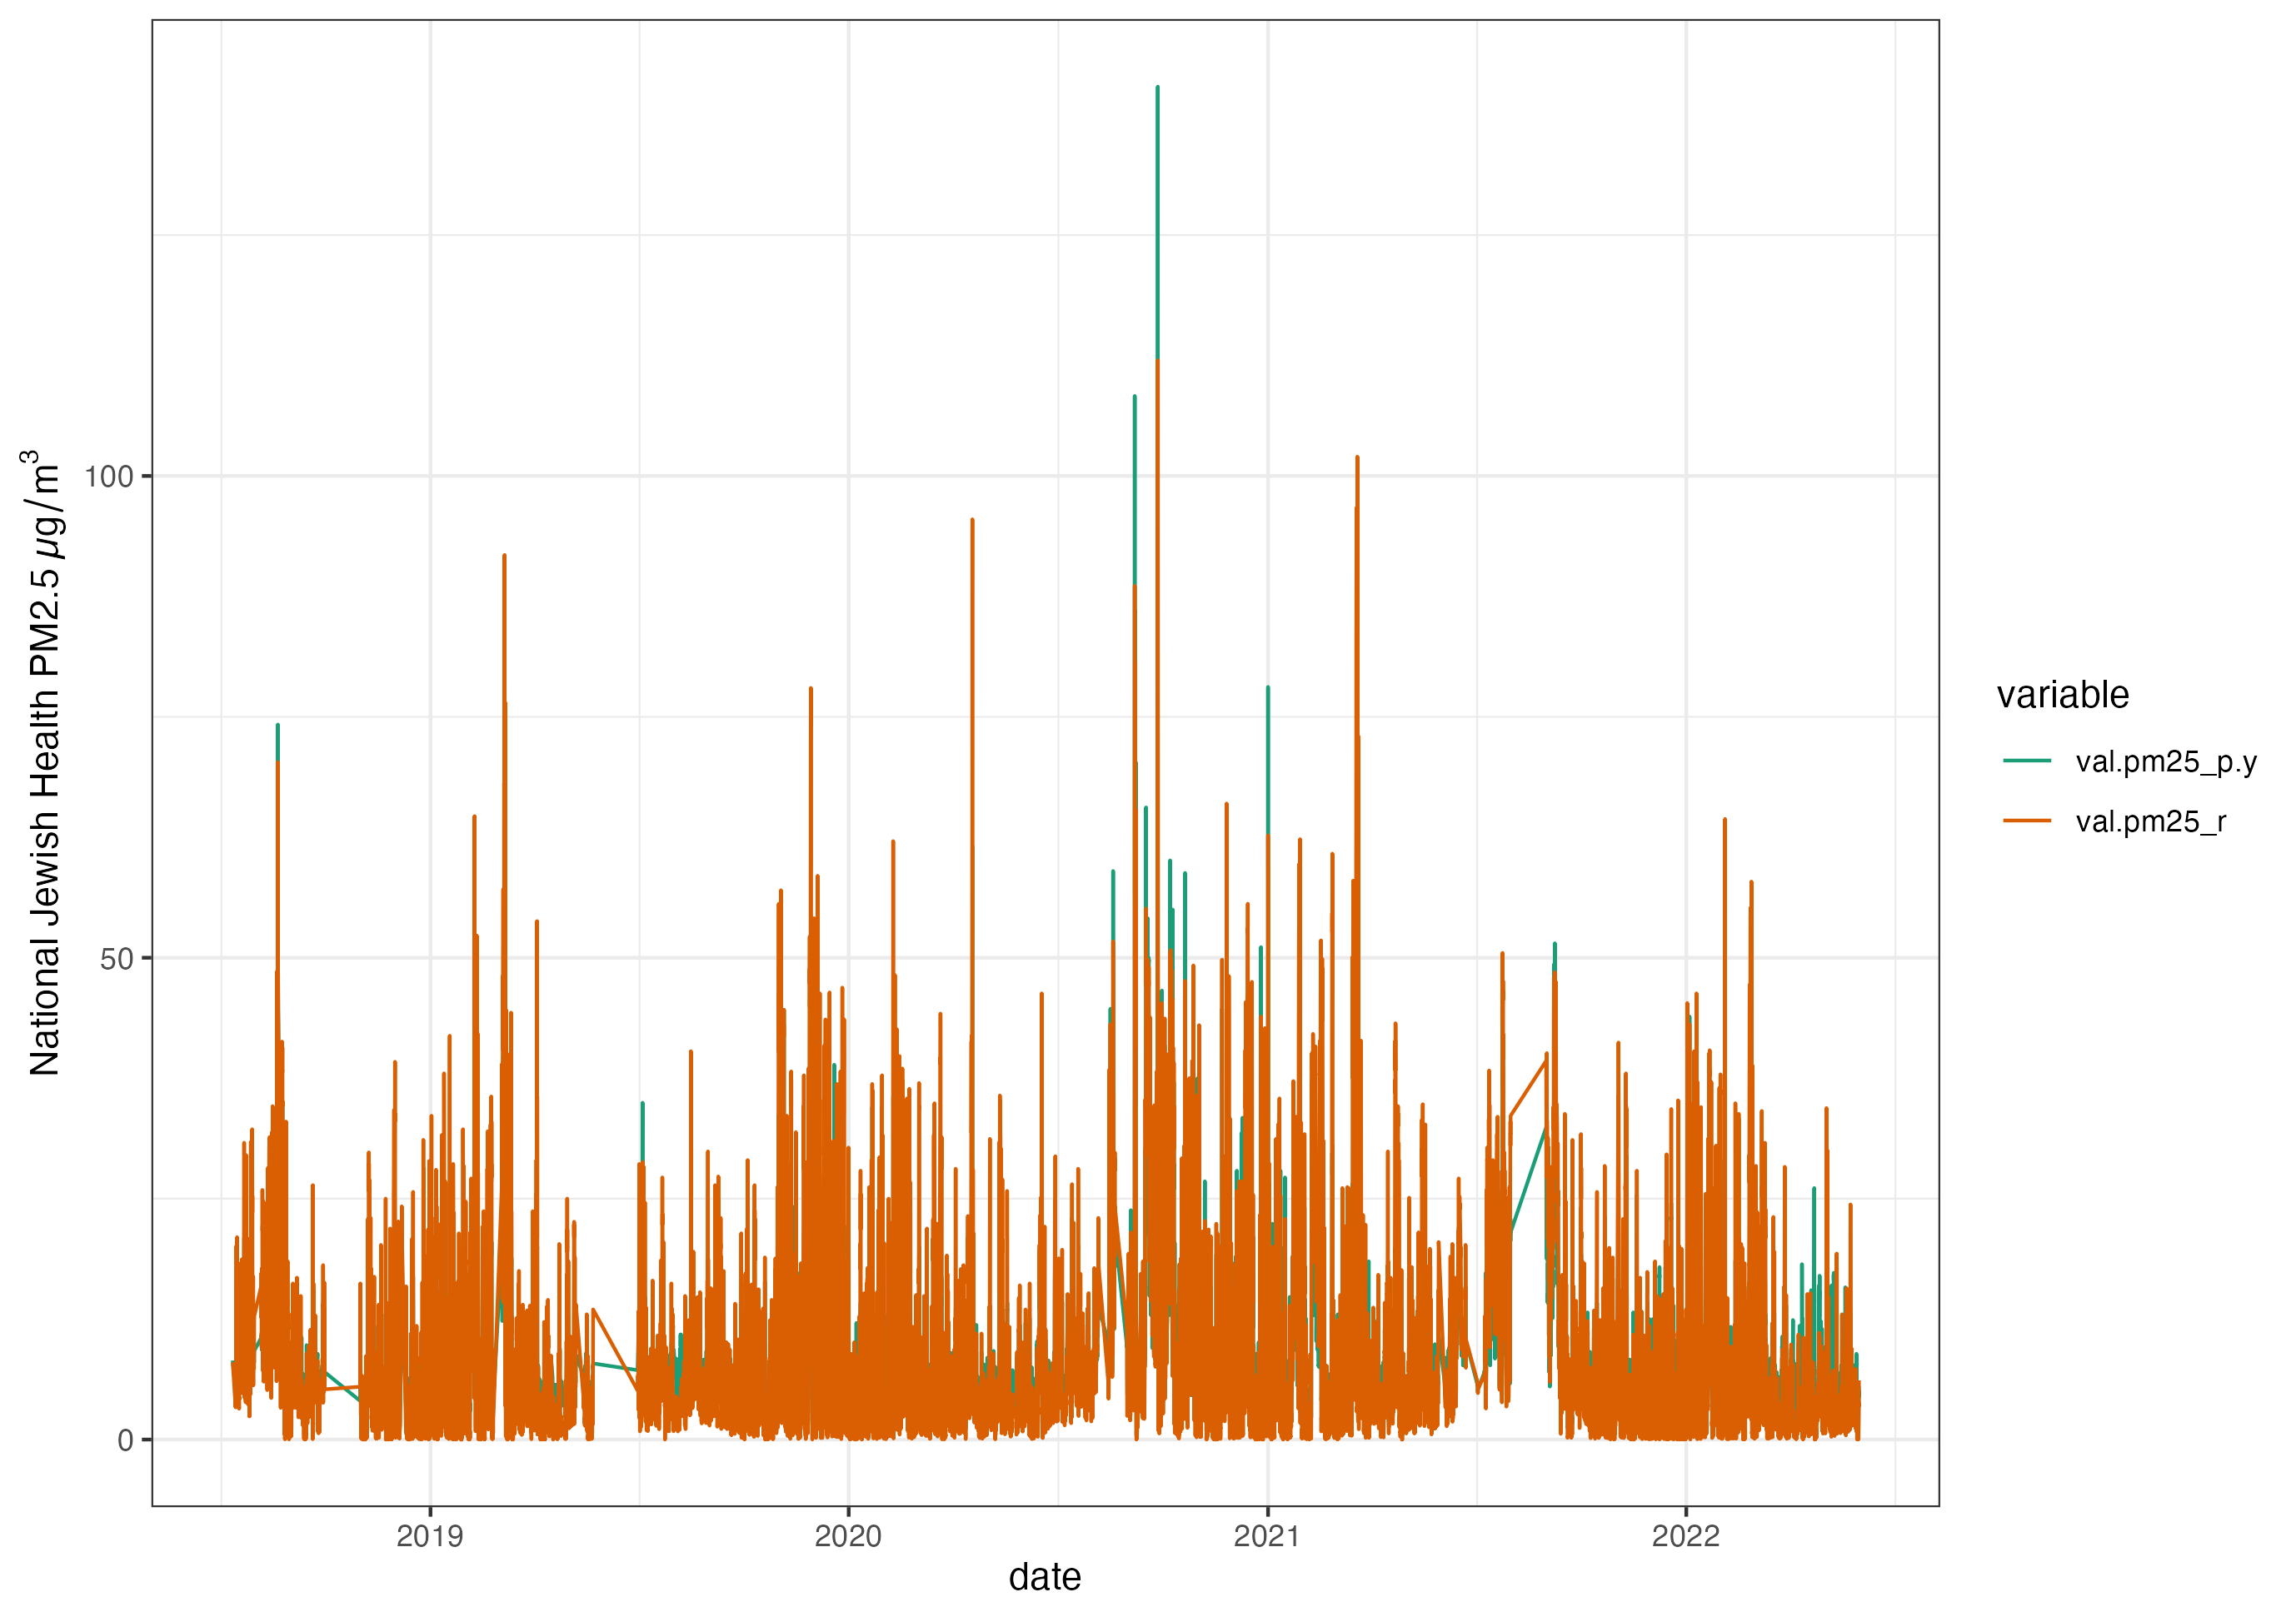 National Jewish Health PM2.5 µg/m³
100
50
0
2019 2020 2021 2022
date
variable
val.pm25_p.y
val.pm25_r